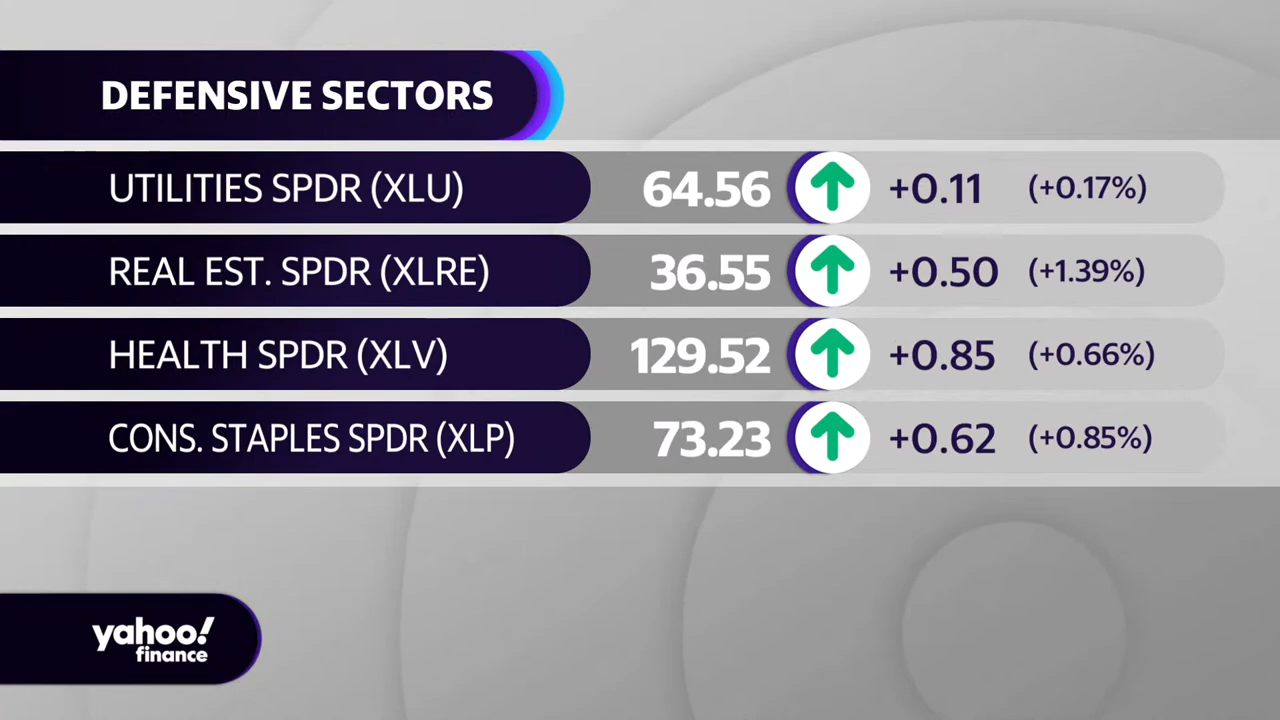 DEFENSIVE SECTORS
UTILITIES SPDR (XLU) 64.56 +0.11 (+0.17%)
REAL EST. SPDR (XLRE) 36.55 +0.50 (+1.39%)
HEALTH SPDR (XLV) 129.52 +0.85 (+0.66%)
CONS. STAPLES SPDR (XLP) 73.23 +0.62 (+0.85%)
yahoo!
finance